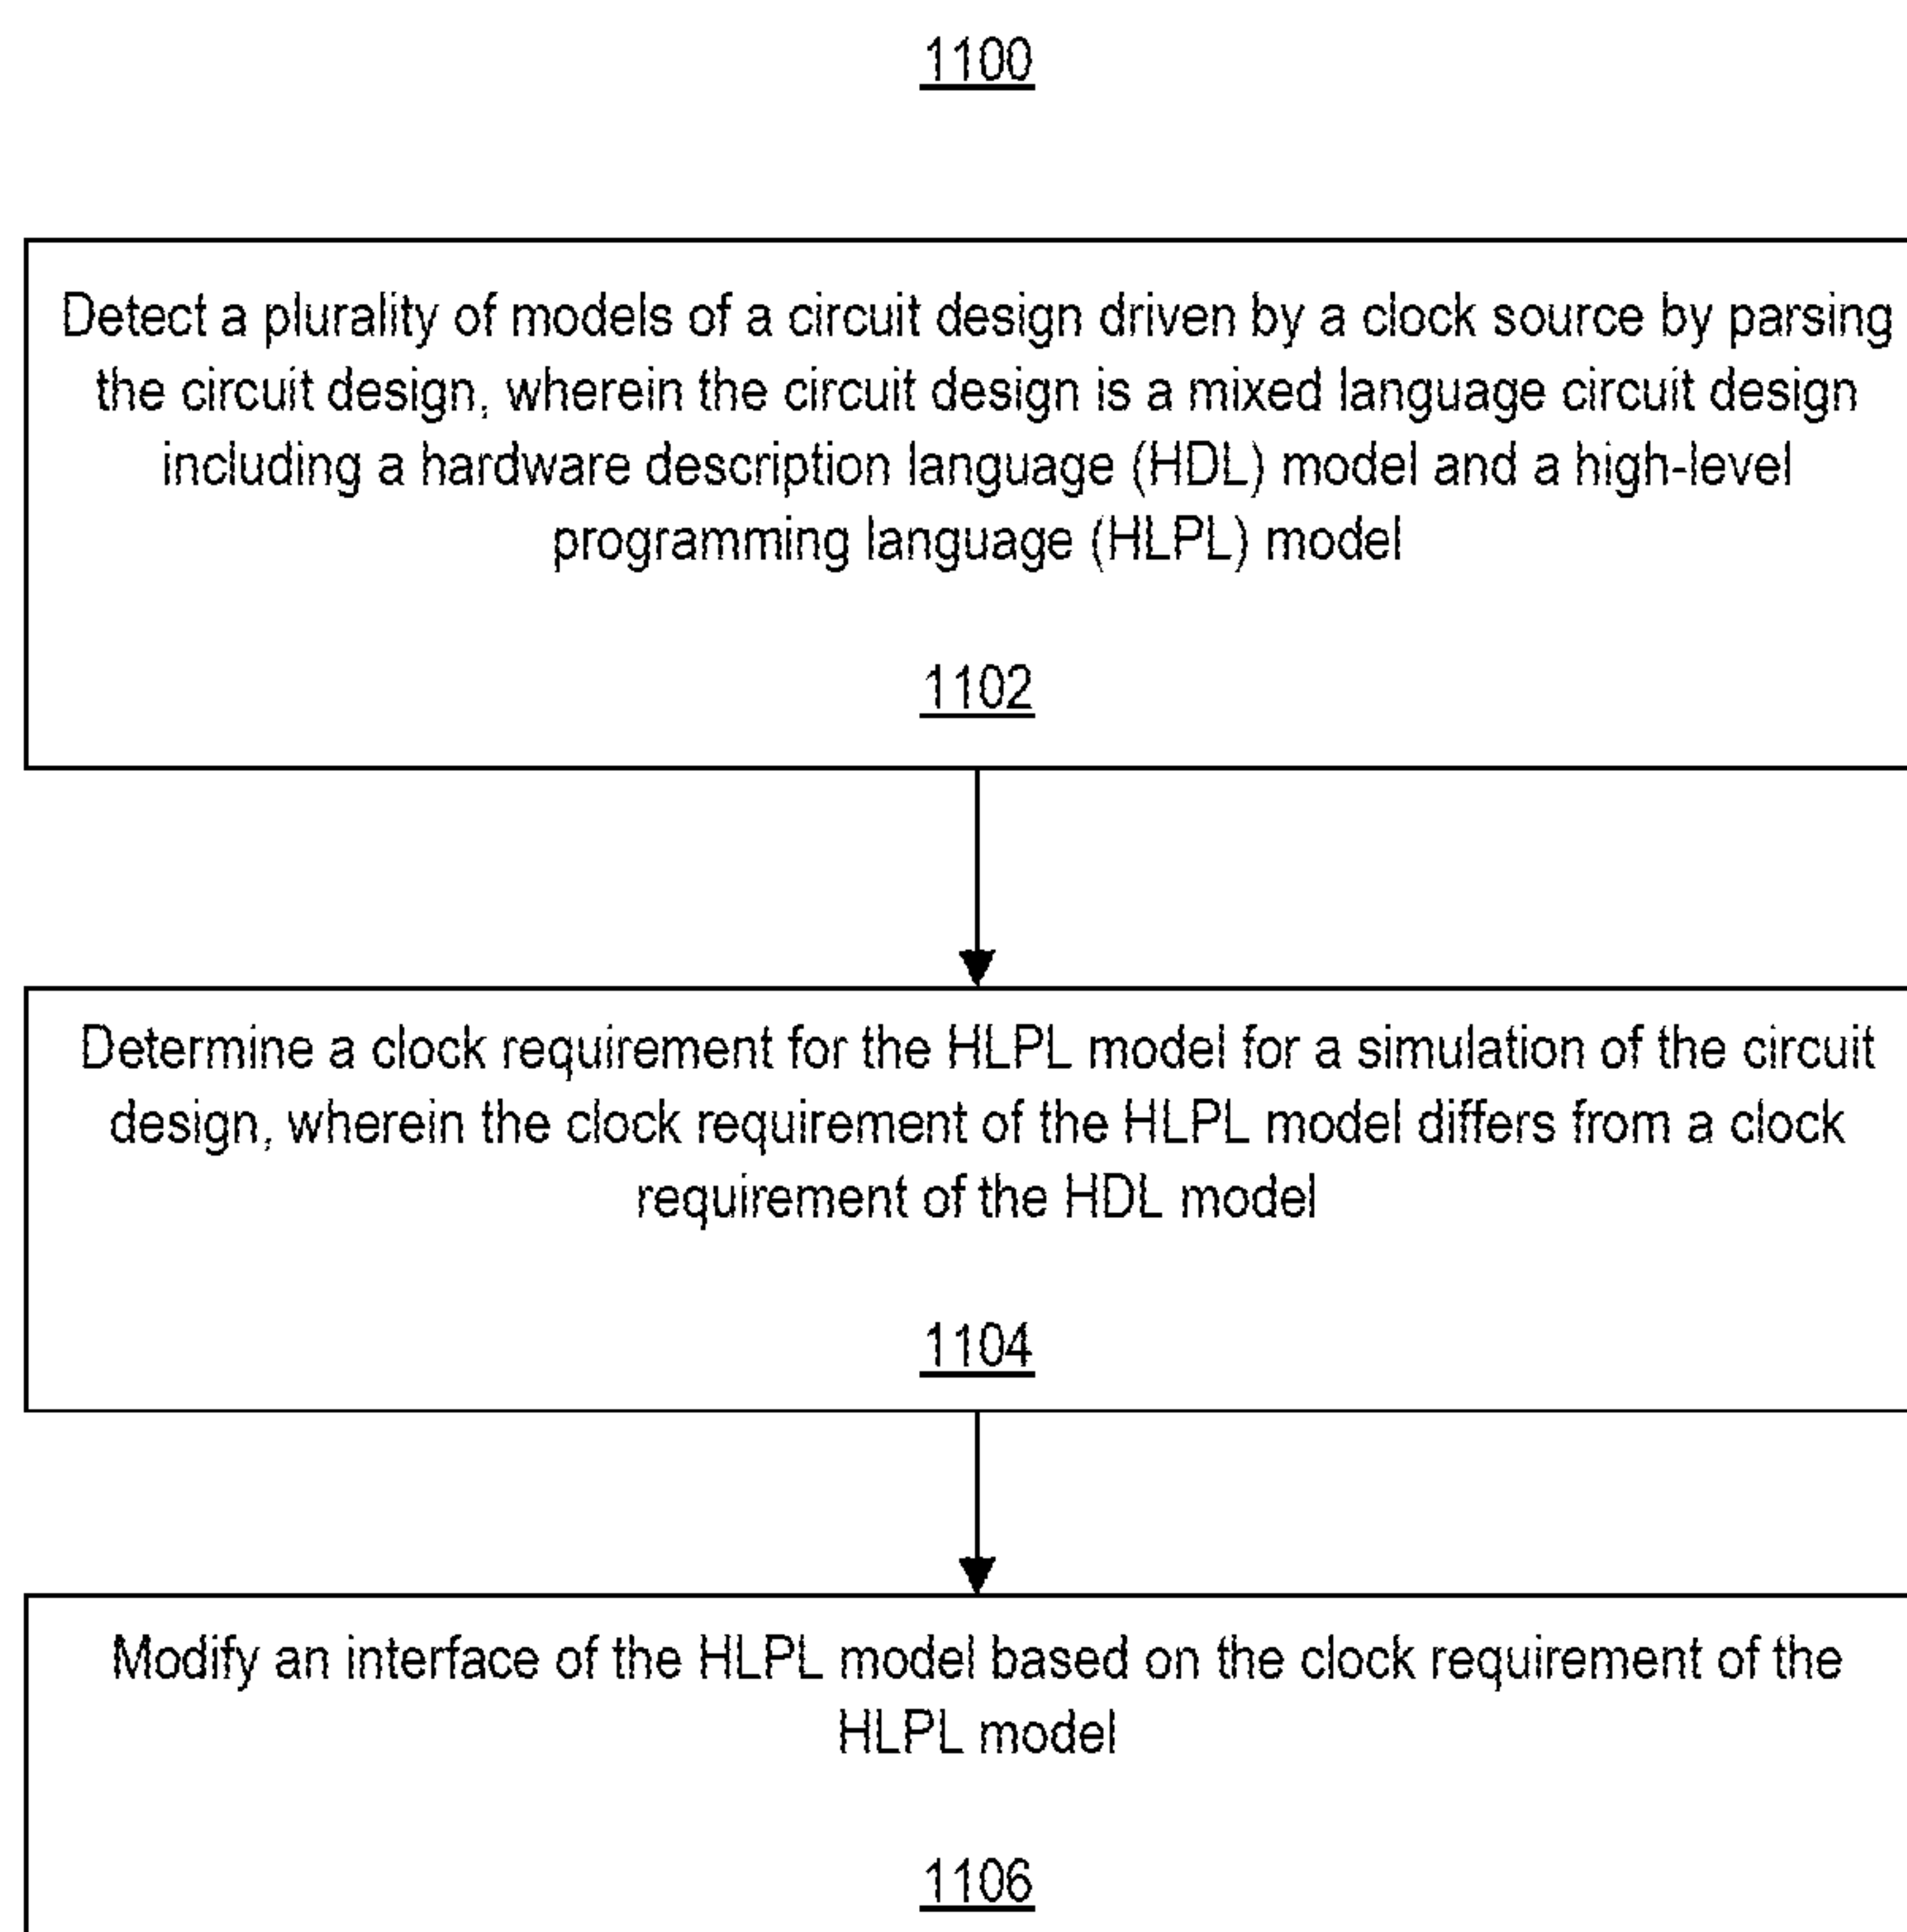 1100
Detect a plurality of models of a circuit design driven by a clock source by parsing
the circuit design, wherein the circuit design is a mixed language circuit design
including a hardware description language (HDL) model and a high-level
programming language (HLPL) model
1102
Determine a clock requirement for the HLPL model for a simulation of the circuit
design, wherein the clock requirement of the HLPL model differs from a clock
requirement of the HDL model
1104
Modify an interface of the HLPL model based on the clock requirement of the
HLPL model
1106